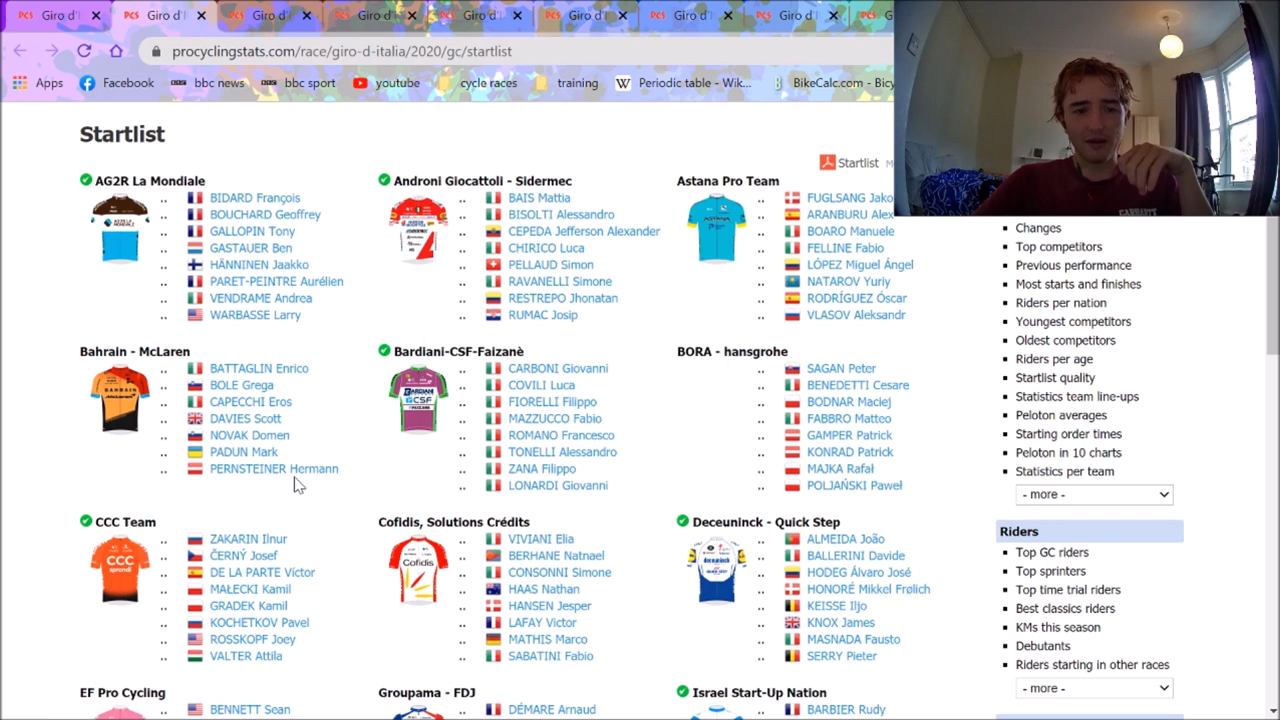 PCS Giro d'I PCS Giro d'I PCS Giro d'I PCS Giro d'I PCS Giro d'I PCS Giro d'I PCS Giro d'I PCS Giro d'I PCS G
procyclingstats.com/race/giro-d-italia/2020/gc/startlist
Apps Facebook BBC bbc news BBC bbc sport youtube cycle races training W Periodic table - Wik... BikeCalc.com - Bicy
Startlist
Startlist
AG2R La Mondiale
BIDARD François
BOUCHARD Geoffrey
GALLOPIN Tony
GASTAUER Ben
HÄNNINEN Jaakko
PARET-PEINTRE Aurélien
VENDRAME Andrea
WARBASSE Larry
Androni Giocattoli - Sidermec
BAIS Mattia
BISOLTI Alessandro
CEPEDA Jefferson Alexander
CHIRICO Luca
PELLAUD Simon
RAVANELLI Simone
RESTREPO Jhonatan
RUMAC Josip
Astana Pro Team
FUGLSANG Jako
ARANBURU Alex
BOARO Manuele
FELLINE Fabio
LÓPEZ Miguel Ángel
NATAROV Yuriy
RODRÍGUEZ Óscar
VLASOV Aleksandr
Bahrain - McLaren
BATTAGLIN Enrico
BOLE Grega
CAPECCHI Eros
DAVIES Scott
NOVAK Domen
PADUN Mark
PERNSTEINER Hermann
Bardiani-CSF-Faizanè
CARBONI Giovanni
COVILI Luca
FIORELLI Filippo
MAZZUCCO Fabio
ROMANO Francesco
TONELLI Alessandro
ZANA Filippo
LONARDI Giovanni
BORA - hansgrohe
SAGAN Peter
BENEDETTI Cesare
BODNAR Maciej
FABBRO Matteo
GAMPER Patrick
KONRAD Patrick
MAJKA Rafał
POLJAŃSKI Paweł
CCC Team
ZAKARIN Ilnur
ČERNÝ Josef
DE LA PARTE Víctor
MAŁECKI Kamil
GRADEK Kamil
KOCHETKOV Pavel
ROSSKOPF Joey
VALTER Attila
Cofidis, Solutions Crédits
VIVIANI Elia
BERHANE Natnael
CONSONNI Simone
HAAS Nathan
HANSEN Jesper
LAFAY Victor
MATHIS Marco
SABATINI Fabio
Deceuninck - Quick Step
ALMEIDA João
BALLERINI Davide
HODEG Álvaro José
HONORÉ Mikkel Frølich
KEISSE Iljo
KNOX James
MASNADA Fausto
SERRY Pieter
EF Pro Cycling
BENNETT Sean
Groupama - FDJ
DÉMARE Arnaud
Israel Start-Up Nation
BARBIER Rudy
Changes
Top competitors
Previous performance
Most starts and finishes
Riders per nation
Youngest competitors
Oldest competitors
Riders per age
Startlist quality
Statistics team line-ups
Peloton averages
Starting order times
Peloton in 10 charts
Statistics per team
- more -
Riders
Top GC riders
Top sprinters
Top time trial riders
Best classics riders
KMs this season
Debutants
Riders starting in other races
- more -